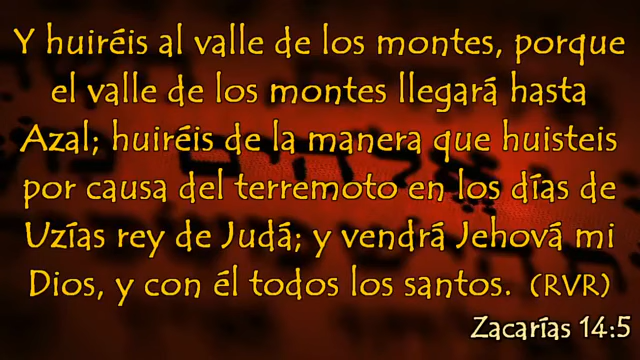 Y huiréis al valle de los montes, porque
el valle de los montes llegará hasta
Azal; huiréis de la manera que huisteis
por causa del terremoto en los días de
Uzías rey de Judá; y vendrá Jehová mi
Dios, y con él todos los santos. (RVR)
Zacarías 14:5